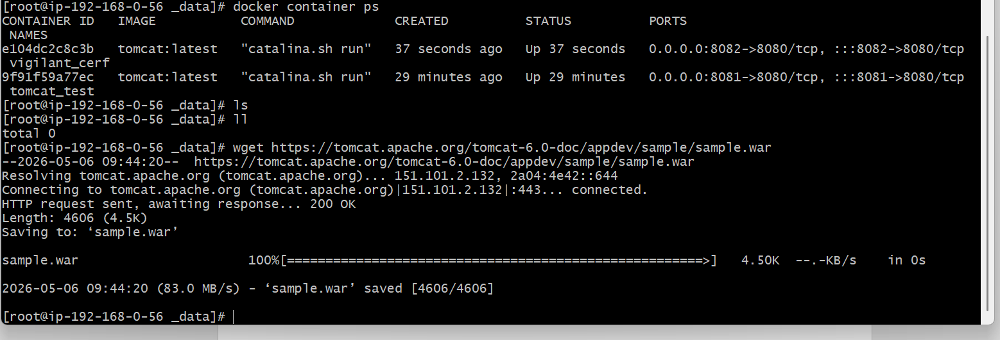 [root@ip-192-168-0-56 _data]# docker container ps
CONTAINER ID   IMAGE           COMMAND             CREATED          STATUS          PORTS
 NAMES
e104dc2c8c3b   tomcat:latest   "catalina.sh run"   37 seconds ago   Up 37 seconds   0.0.0.0:8082->8080/tcp, :::8082->8080/tcp
 vigilant_cerf
9f91f59a77ec   tomcat:latest   "catalina.sh run"   29 minutes ago   Up 29 minutes   0.0.0.0:8081->8080/tcp, :::8081->8080/tcp
 tomcat_test
[root@ip-192-168-0-56 _data]# ls
[root@ip-192-168-0-56 _data]# ll
total 0
[root@ip-192-168-0-56 _data]# wget https://tomcat.apache.org/tomcat-6.0-doc/appdev/sample/sample.war
--2026-05-06 09:44:20--  https://tomcat.apache.org/tomcat-6.0-doc/appdev/sample/sample.war
Resolving tomcat.apache.org (tomcat.apache.org)... 151.101.2.132, 2a04:4e42::644
Connecting to tomcat.apache.org (tomcat.apache.org)|151.101.2.132|:443... connected.
HTTP request sent, awaiting response... 200 OK
Length: 4606 (4.5K)
Saving to: ‘sample.war’
sample.war                      100%[======================================================>]   4.50K  --.-KB/s    in 0s
2026-05-06 09:44:20 (83.0 MB/s) - ‘sample.war’ saved [4606/4606]
[root@ip-192-168-0-56 _data]#